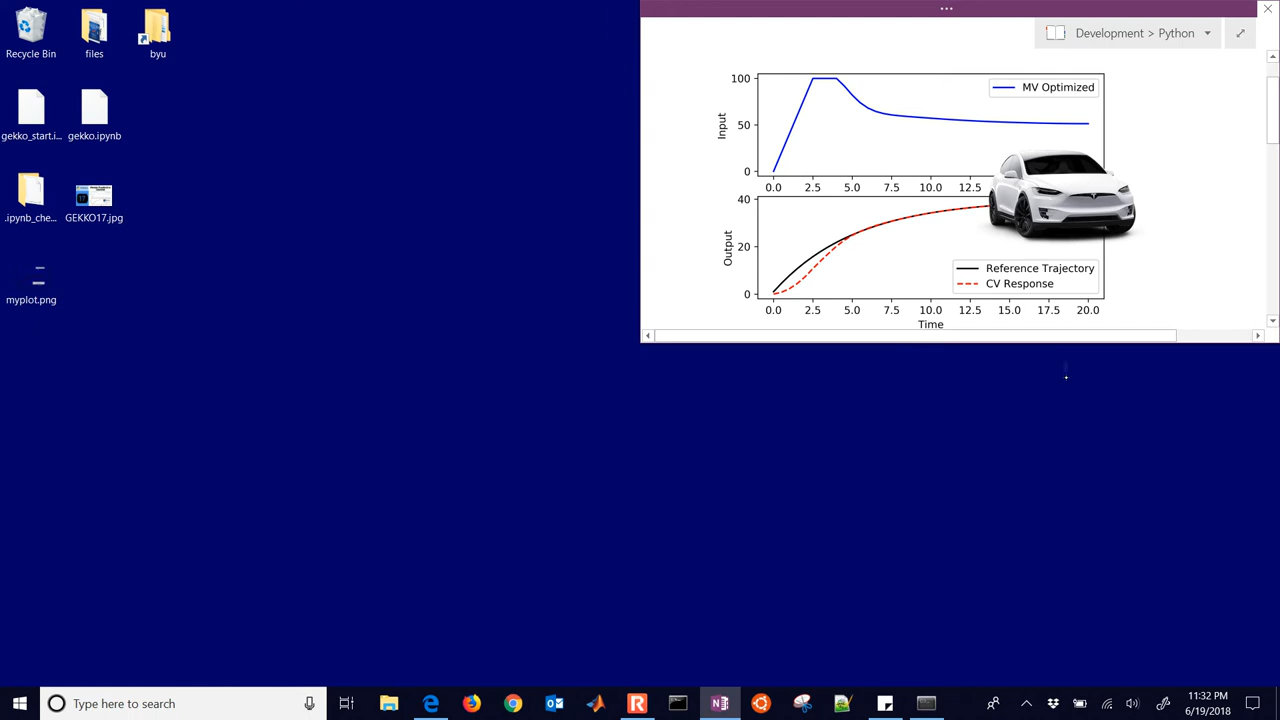 Recycle Bin
files
byu
gekko_start.i...
gekko.ipynb
.ipynb_che...
GEKKO17.jpg
myplot.png
Development > Python
MV Optimized
100
50
0
Input
0.0 2.5 5.0 7.5 10.0 12.5
40
20
0
Output
Reference Trajectory
CV Response
0.0 2.5 5.0 7.5 10.0 12.5 15.0 17.5 20.0
Time
Type here to search
11:32 PM
6/19/2018